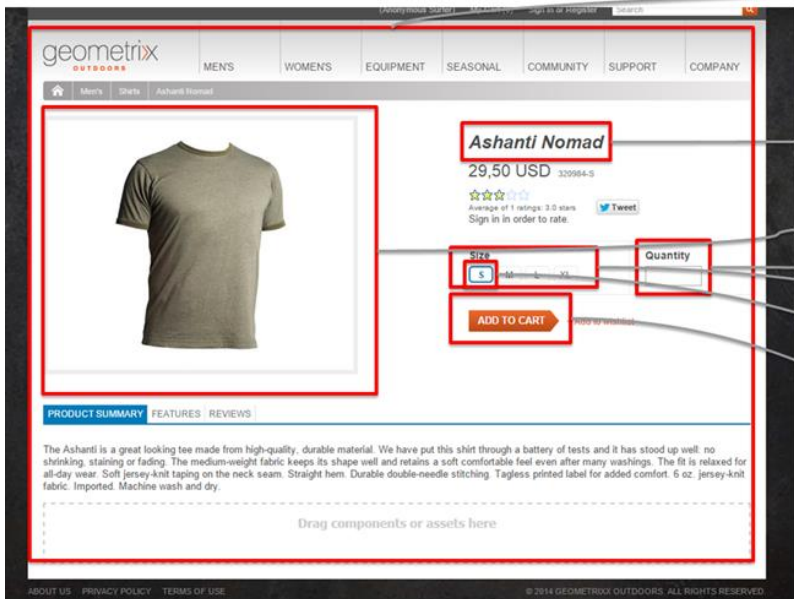 (Anonymous Surfer) My Cart (0) Sign In or Register Search
geometrixx
OUTDOORS
MEN'S WOMEN'S EQUIPMENT SEASONAL COMMUNITY SUPPORT COMPANY
Men's Shirts Ashanti Nomad
Ashanti Nomad
29,50 USD 329984-S
Average of 1 ratings: 3.0 stars
Tweet
Sign in in order to rate.
Size Quantity
S M L XL
ADD TO CART Add to wishlist
PRODUCT SUMMARY FEATURES REVIEWS
The Ashanti is a great looking tee made from high-quality, durable material. We have put this shirt through a battery of tests and it has stood up well: no
shrinking, staining or fading. The medium-weight fabric keeps its shape well and retains a soft comfortable feel even after many washings. The fit is relaxed for
all-day wear. Soft jersey-knit taping on the neck seam. Straight hem. Durable double-needle stitching. Tagless printed label for added comfort. 6 oz. jersey-knit
fabric. Imported. Machine wash and dry.
Drag components or assets here
ABOUT US PRIVACY POLICY TERMS OF USE © 2014 GEOMETRIXX OUTDOORS. ALL RIGHTS RESERVED